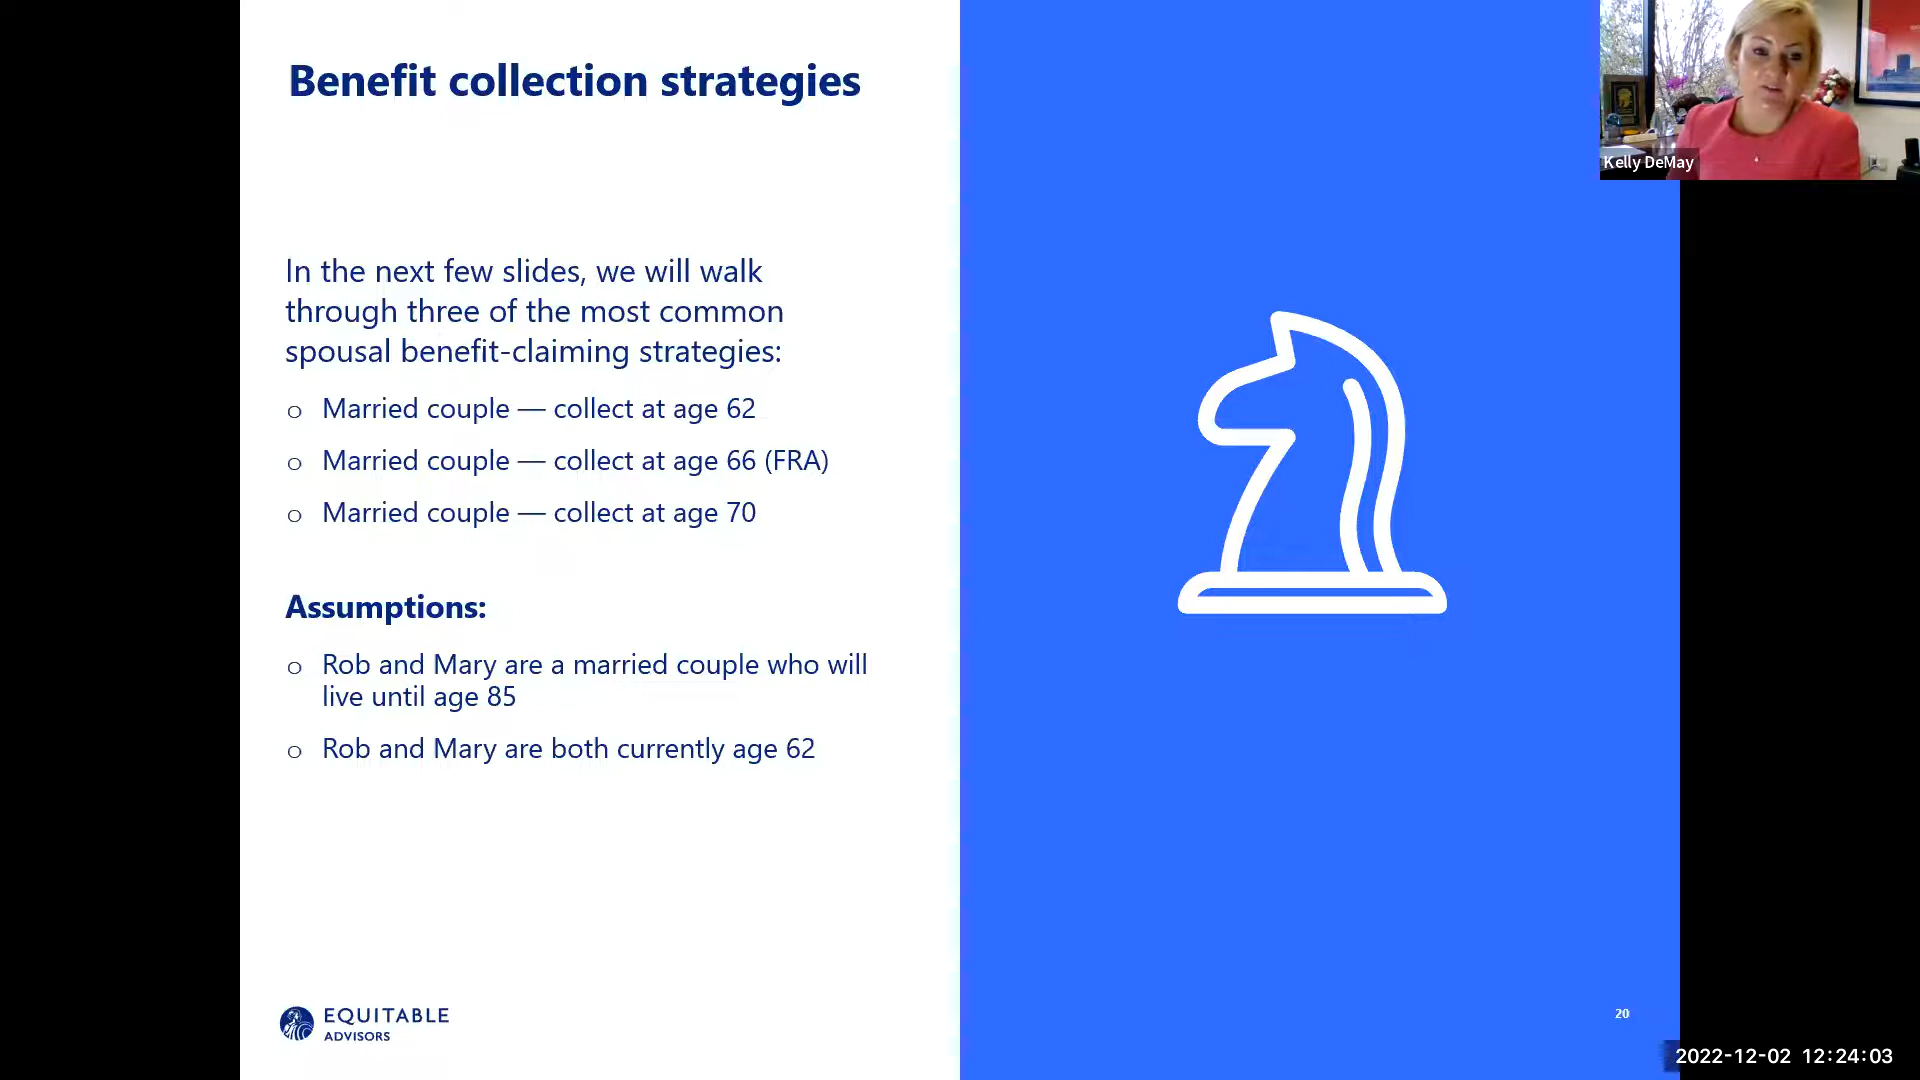 Benefit collection strategies
In the next few slides, we will walk
through three of the most common
spousal benefit-claiming strategies:
o Married couple — collect at age 62
o Married couple — collect at age 66 (FRA)
o Married couple — collect at age 70
Assumptions:
o Rob and Mary are a married couple who will
live until age 85
o Rob and Mary are both currently age 62
EQUITABLE
ADVISORS
20
Kelly DeMay
2022-12-02 12:24:03